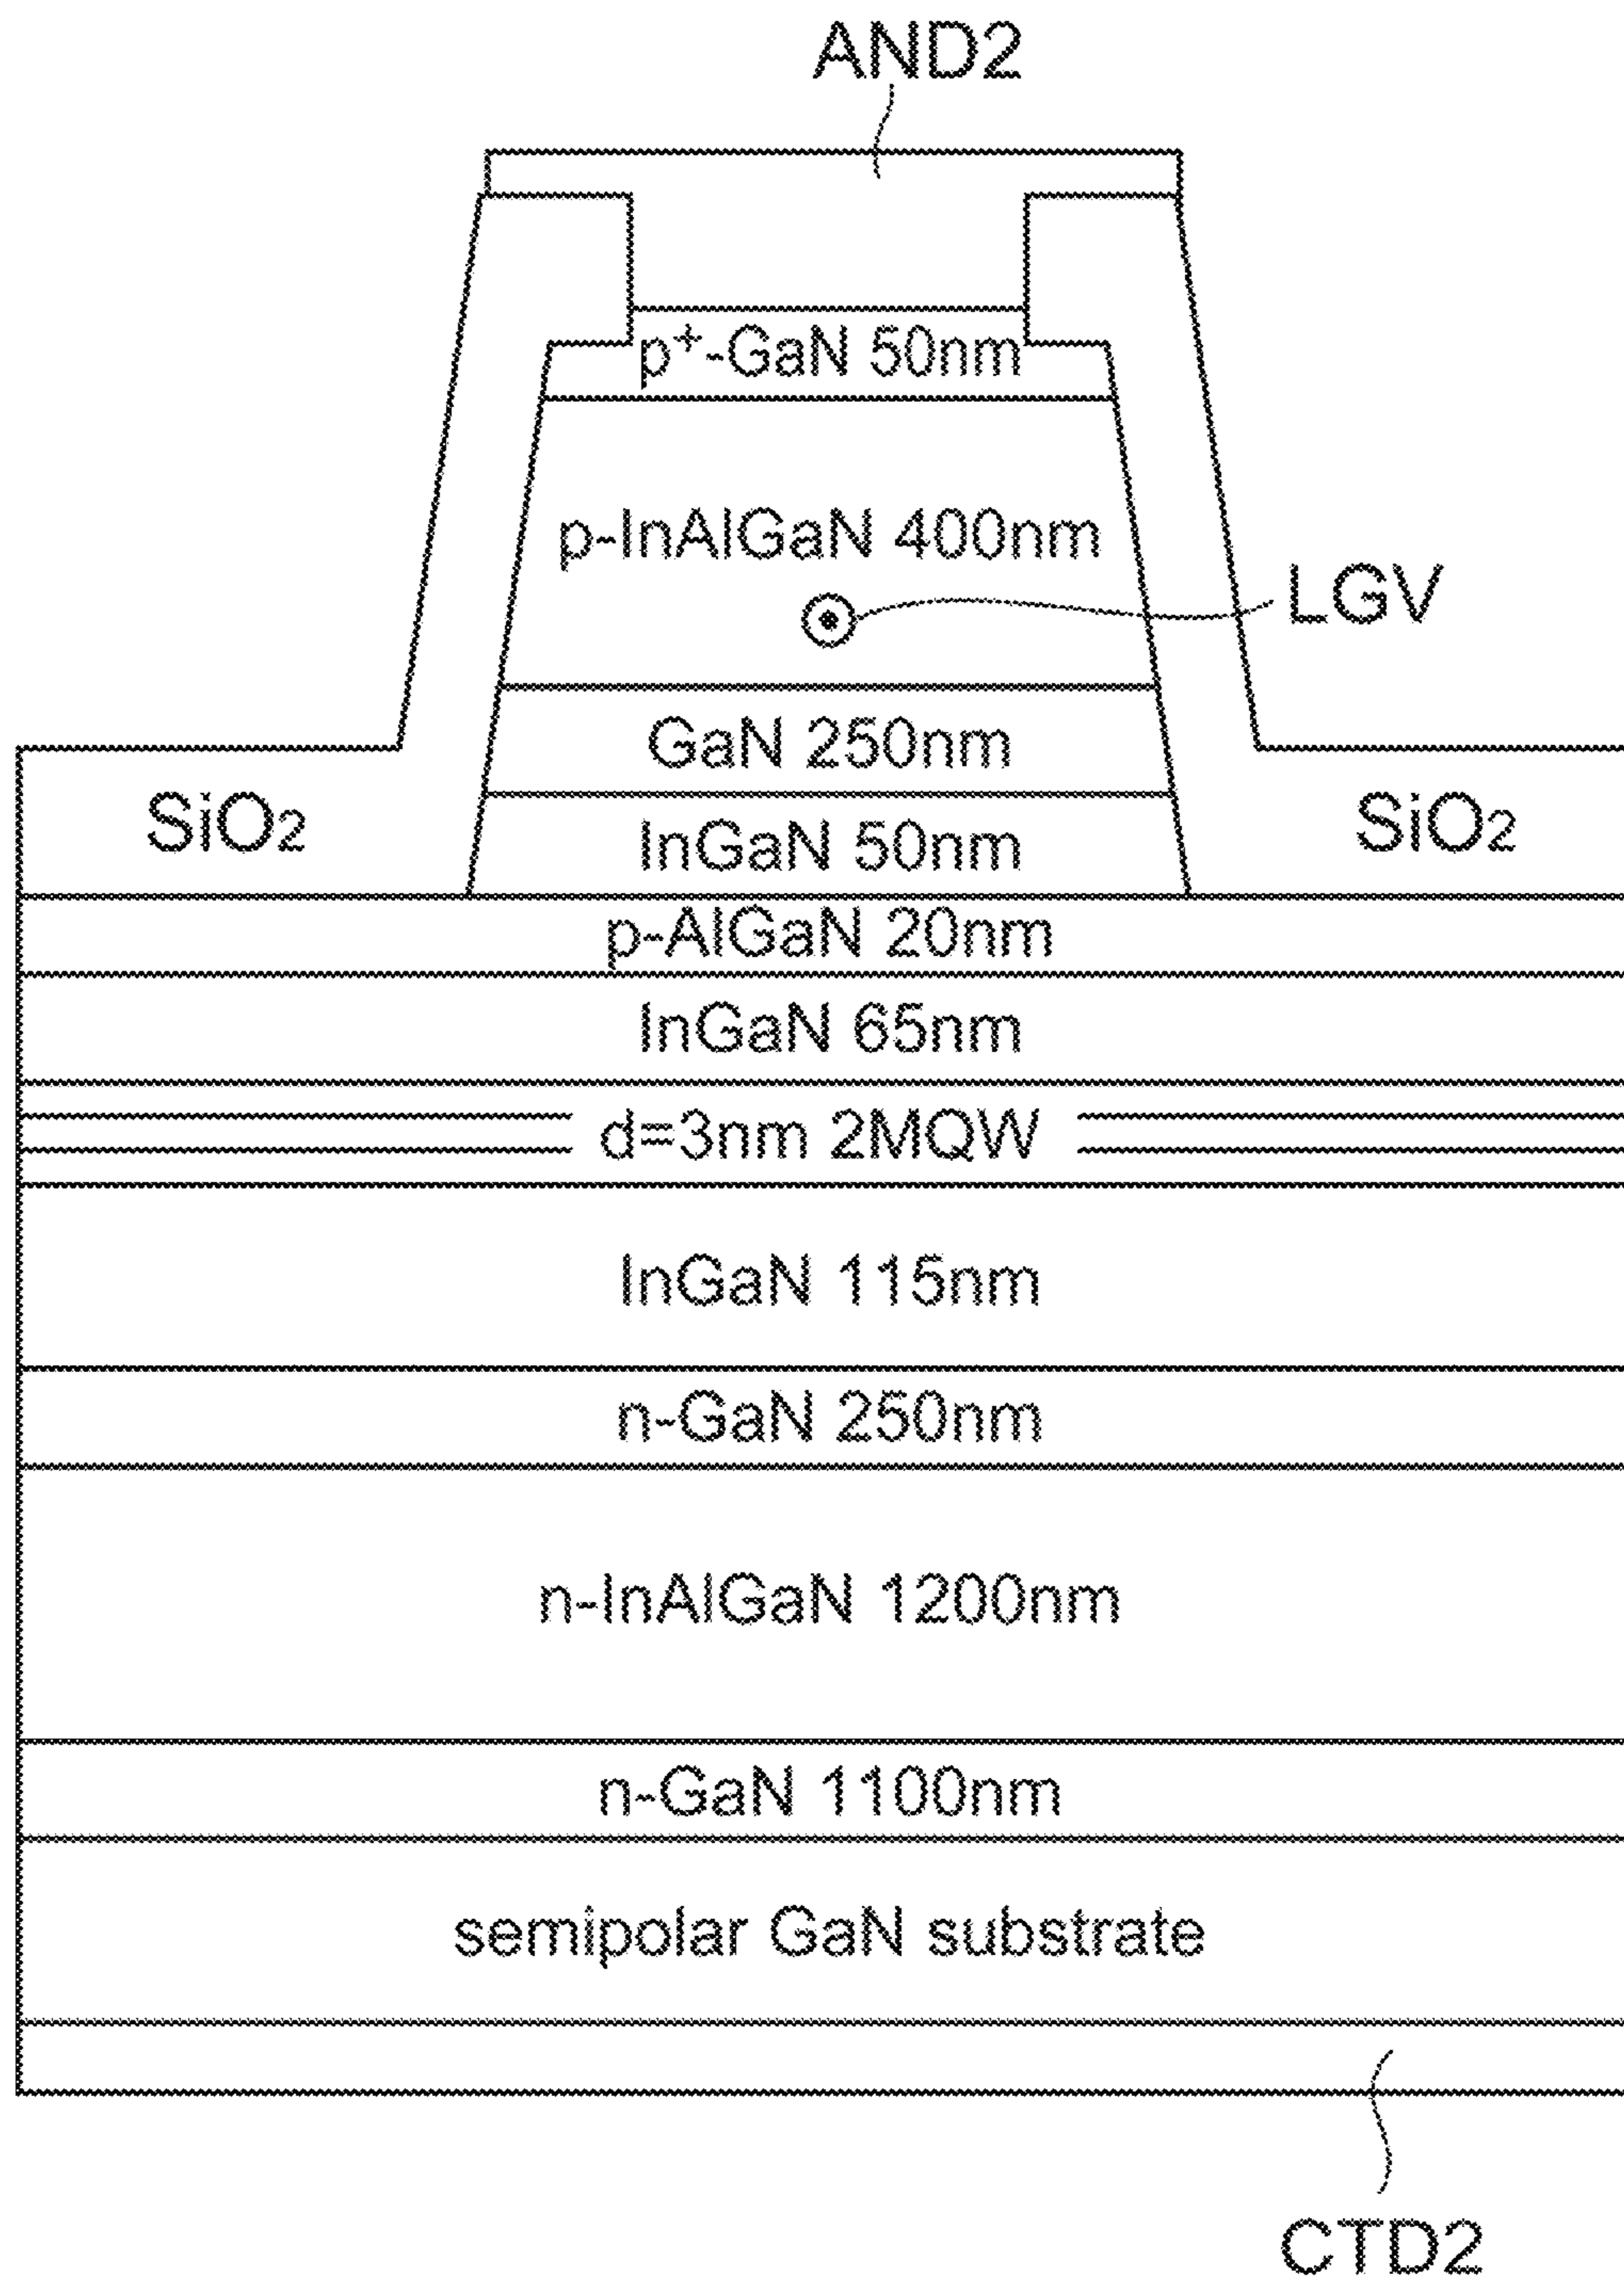 AND2
p⁺-GaN 50nm
p-InAlGaN 400nm
LGV
GaN 250nm
SiO₂
InGaN 50nm
SiO₂
p-AlGaN 20nm
InGaN 65nm
d=3nm 2MQW
InGaN 115nm
n-GaN 250nm
n-InAlGaN 1200nm
n-GaN 1100nm
semipolar GaN substrate
CTD2